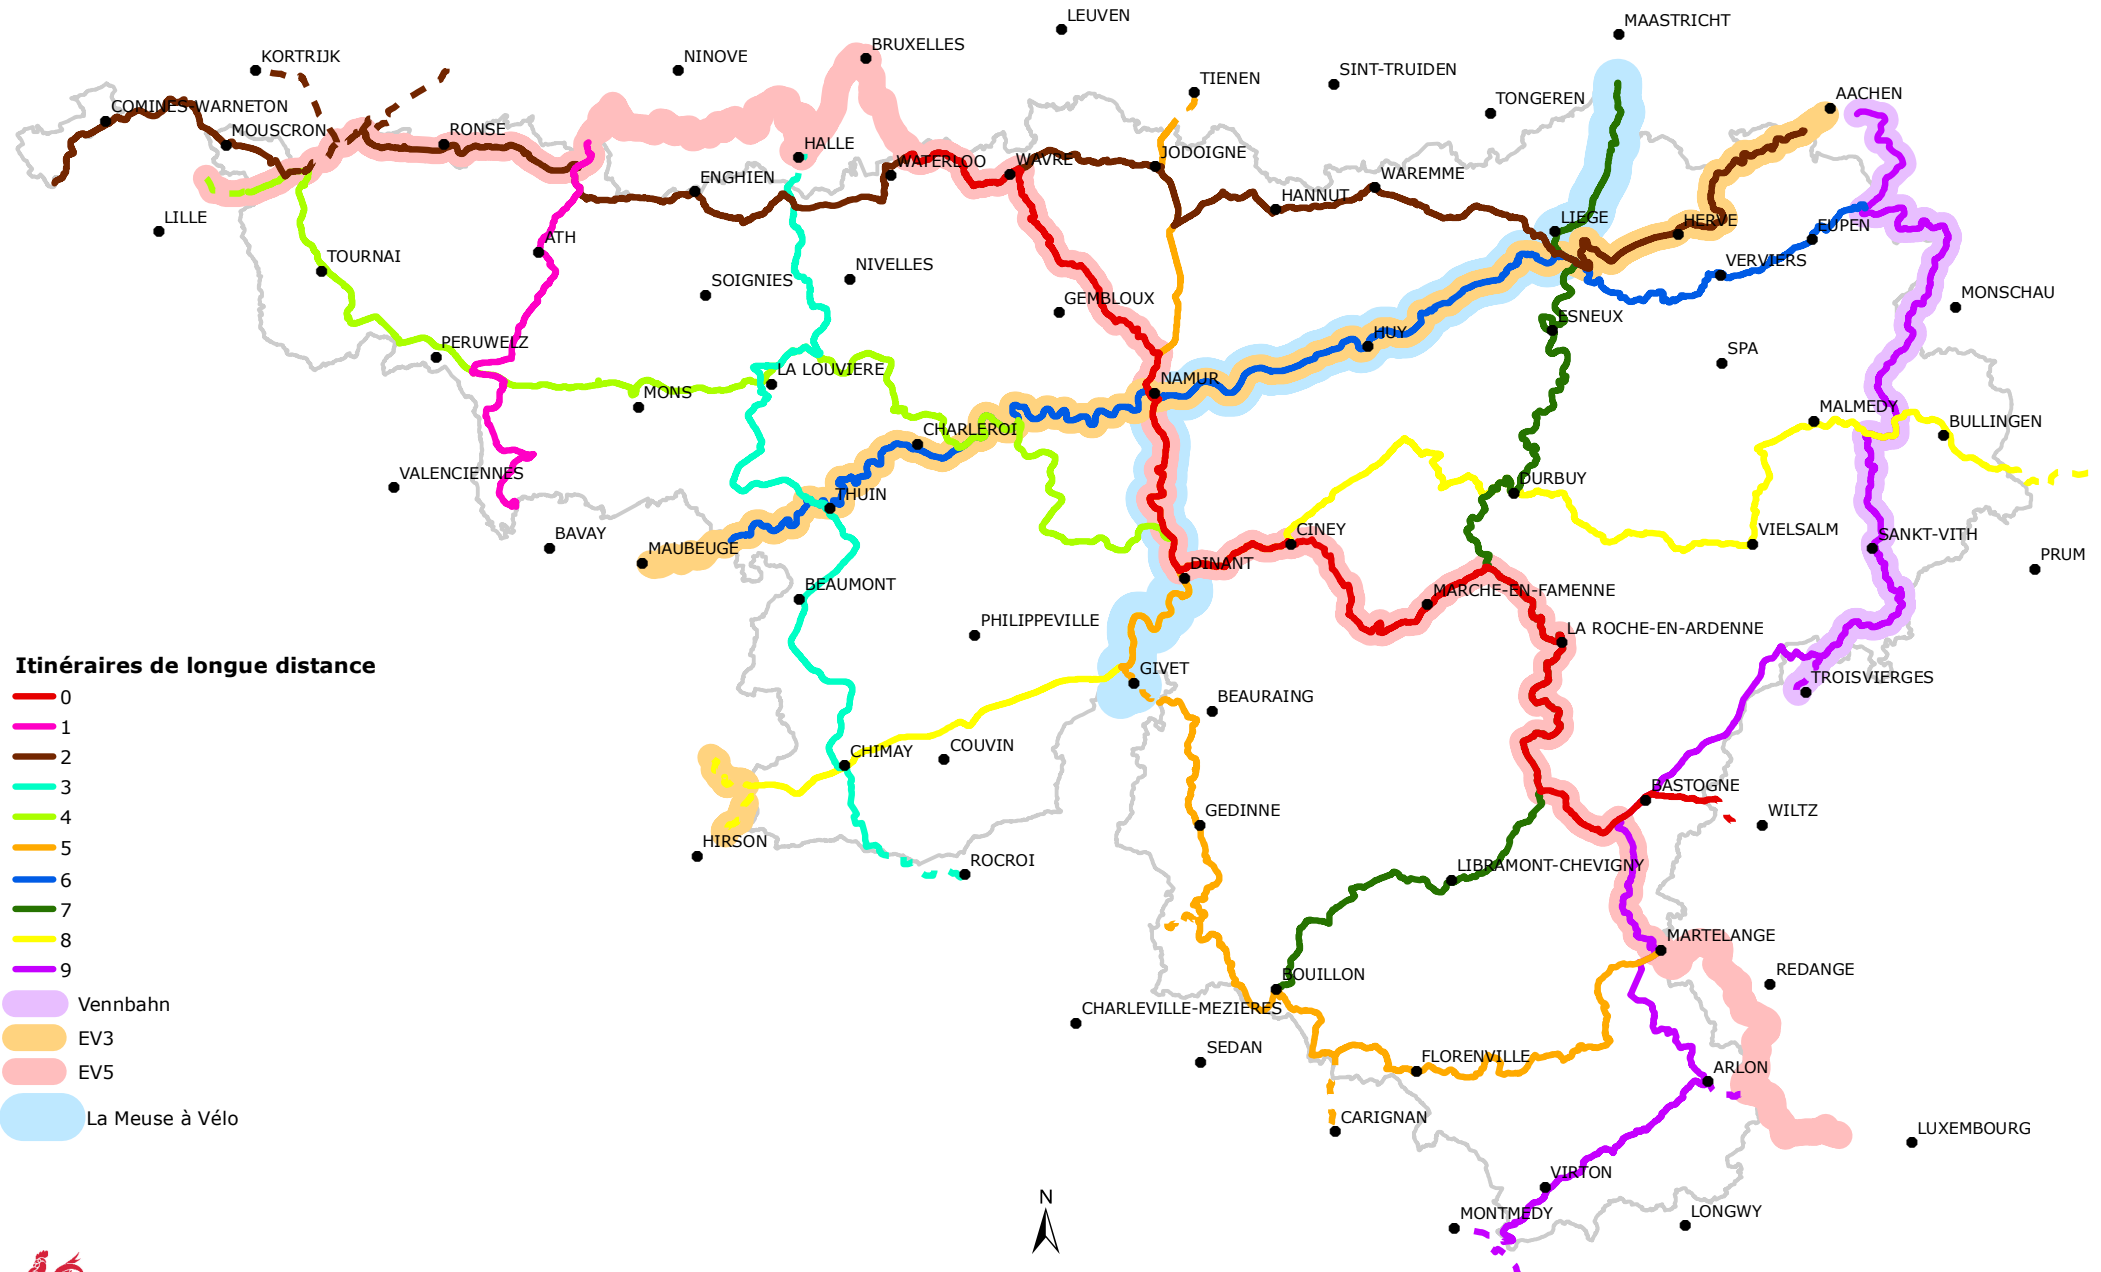 LEUVEN
MAASTRICHT
KORTRIJK
NINOVE
BRUXELLES
TIENEN
SINT-TRUIDEN
TONGEREN
AACHEN
COMINES-WARNETON
MOUSCRON
RONSE
HALLE
WATERLOO
WAVRE
JODOIGNE
ENGHIEN
HANNUT
WAREMME
LILLE
ATH
LIEGE
HERVE
EUPEN
TOURNAI
SOIGNIES
NIVELLES
GEMBLOUX
VERVIERS
MONSCHAU
ESNEUX
PERUWELZ
HUY
SPA
LA LOUVIERE
MONS
NAMUR
CHARLEROI
MALMEDY
BULLINGEN
VALENCIENNES
THUIN
DURBUY
BAVAY
MAUBEUGE
CINEY
VIELSALM
SANKT-VITH
PRUM
DINANT
BEAUMONT
MARCHE-EN-FAMENNE
PHILIPPEVILLE
LA ROCHE-EN-ARDENNE
GIVET
TROISVIERGES
BEAURAING
CHIMAY
COUVIN
BASTOGNE
GEDINNE
WILTZ
HIRSON
ROCROI
LIBRAMONT-CHEVIGNY
MARTELANGE
REDANGE
BOUILLON
CHARLEVILLE-MEZIERES
SEDAN
FLORENVILLE
ARLON
CARIGNAN
LUXEMBOURG
VIRTON
MONTMEDY
LONGWY
Itinéraires de longue distance
0
1
2
3
4
5
6
7
8
9
Vennbahn
EV3
EV5
La Meuse à Vélo
N